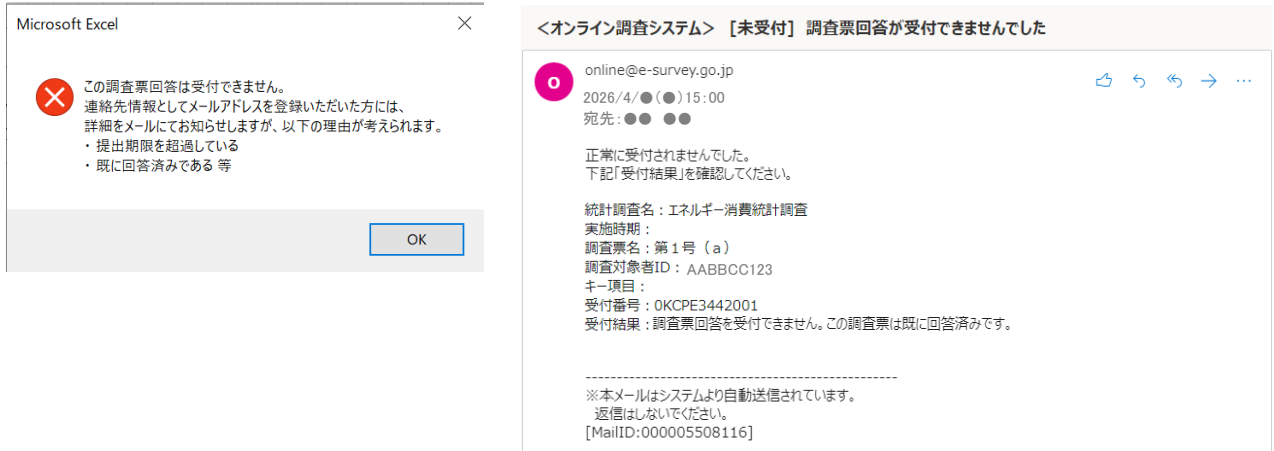 Microsoft Excel
この調査票回答は受付できません。
連絡先情報としてメールアドレスを登録いただいた方には、
詳細をメールにてお知らせしますが、以下の理由が考えられます。
・提出期限を超過している
・既に回答済みである 等
OK
＜オンライン調査システム＞ [未受付] 調査票回答が受付できませんでした
o
online@e-survey.go.jp
2026/4/●(●)15:00
宛先:●● ●●
正常に受付されませんでした。
下記「受付結果」を確認してください。
統計調査名：エネルギー消費統計調査
実施時期：
調査票名：第１号（ａ）
調査対象者ID： AABBCC123
キー項目：
受付番号：0KCPE3442001
受付結果：調査票回答を受付できません。この調査票は既に回答済みです。
--------------------------------------------------
※本メールはシステムより自動送信されています。
返信はしないでください。
[MailID:000005508116]